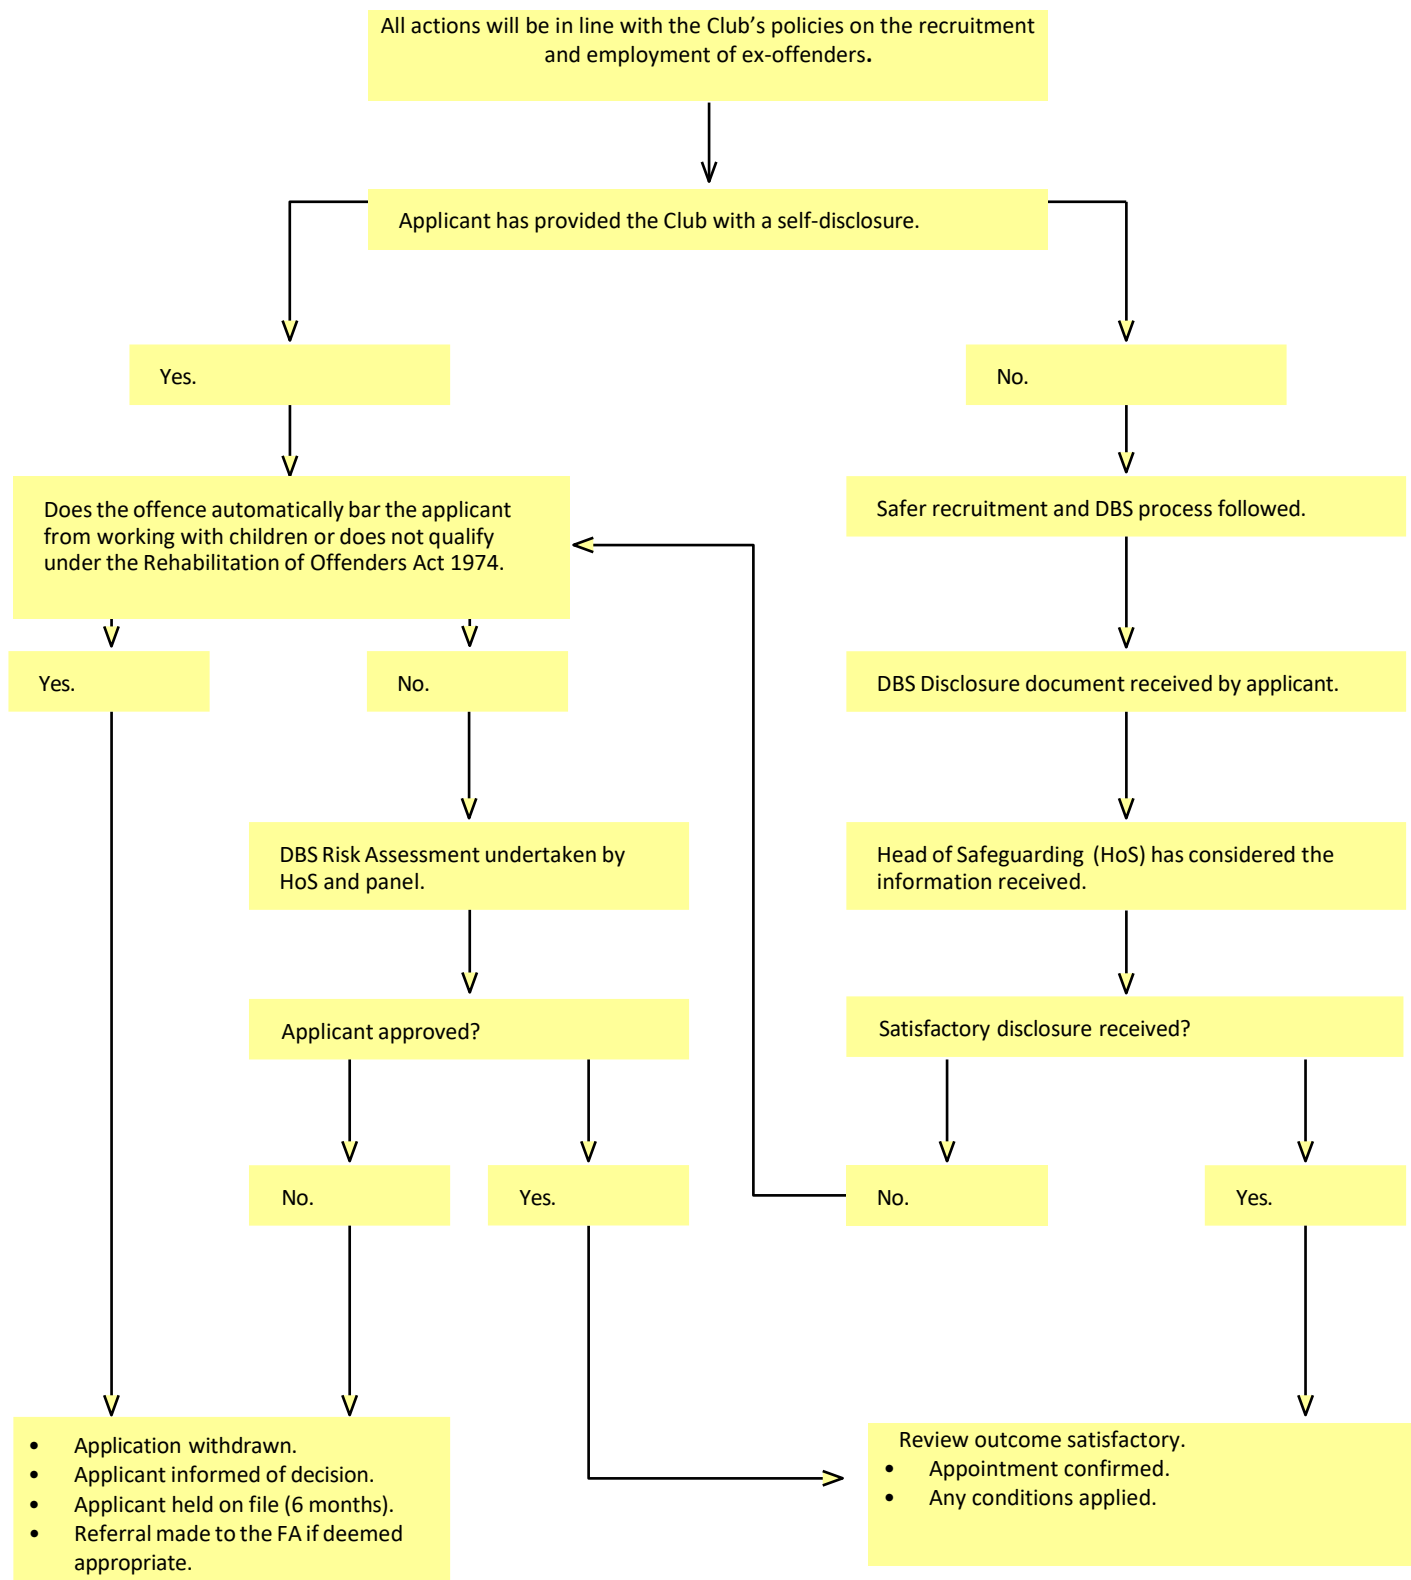 All actions will be in line with the Club’s policies on the recruitment
and employment of ex-offenders.
Applicant has provided the Club with a self-disclosure.
Yes.
No.
Does the offence automatically bar the applicant
from working with children or does not qualify
under the Rehabilitation of Offenders Act 1974.
Safer recruitment and DBS process followed.
Yes.
No.
DBS Disclosure document received by applicant.
DBS Risk Assessment undertaken by
HoS and panel.
Head of Safeguarding (HoS) has considered the
information received.
Applicant approved?
Satisfactory disclosure received?
No.
Yes.
No.
Yes.
• Application withdrawn.
• Applicant informed of decision.
• Applicant held on file (6 months).
• Referral made to the FA if deemed
appropriate.
Review outcome satisfactory.
• Appointment confirmed.
• Any conditions applied.